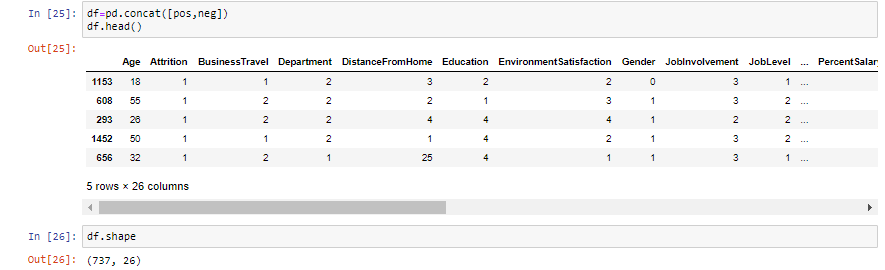 In [25]: df=pd.concat([pos,neg])
df.head()
Out[25]:
Age Attrition BusinessTravel Department DistanceFromHome Education EnvironmentSatisfaction Gender JobInvolvement JobLevel ... PercentSalary
1153 18 1 1 2 3 2 2 0 3 1 ...
608 55 1 2 2 2 1 3 1 3 2 ...
293 26 1 2 2 4 4 4 1 2 2 ...
1452 50 1 1 2 1 4 2 1 3 2 ...
656 32 1 2 1 25 4 1 1 3 1 ...
5 rows × 26 columns
In [26]: df.shape
Out[26]: (737, 26)